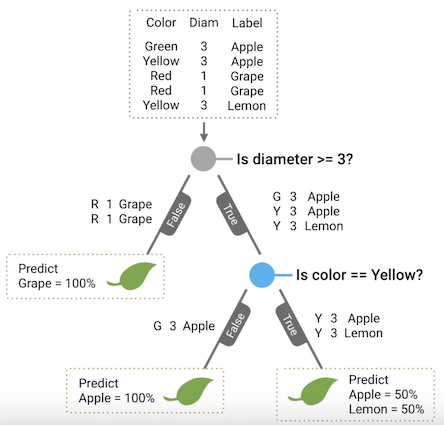 Color Diam Label
Green 3 Apple
Yellow 3 Apple
Red 1 Grape
Red 1 Grape
Yellow 3 Lemon
Is diameter >= 3?
R 1 Grape
R 1 Grape
False
True
G 3 Apple
Y 3 Apple
Y 3 Lemon
Predict
Grape = 100%
Is color == Yellow?
G 3 Apple
False
True
Y 3 Apple
Y 3 Lemon
Predict
Apple = 100%
Predict
Apple = 50%
Lemon = 50%